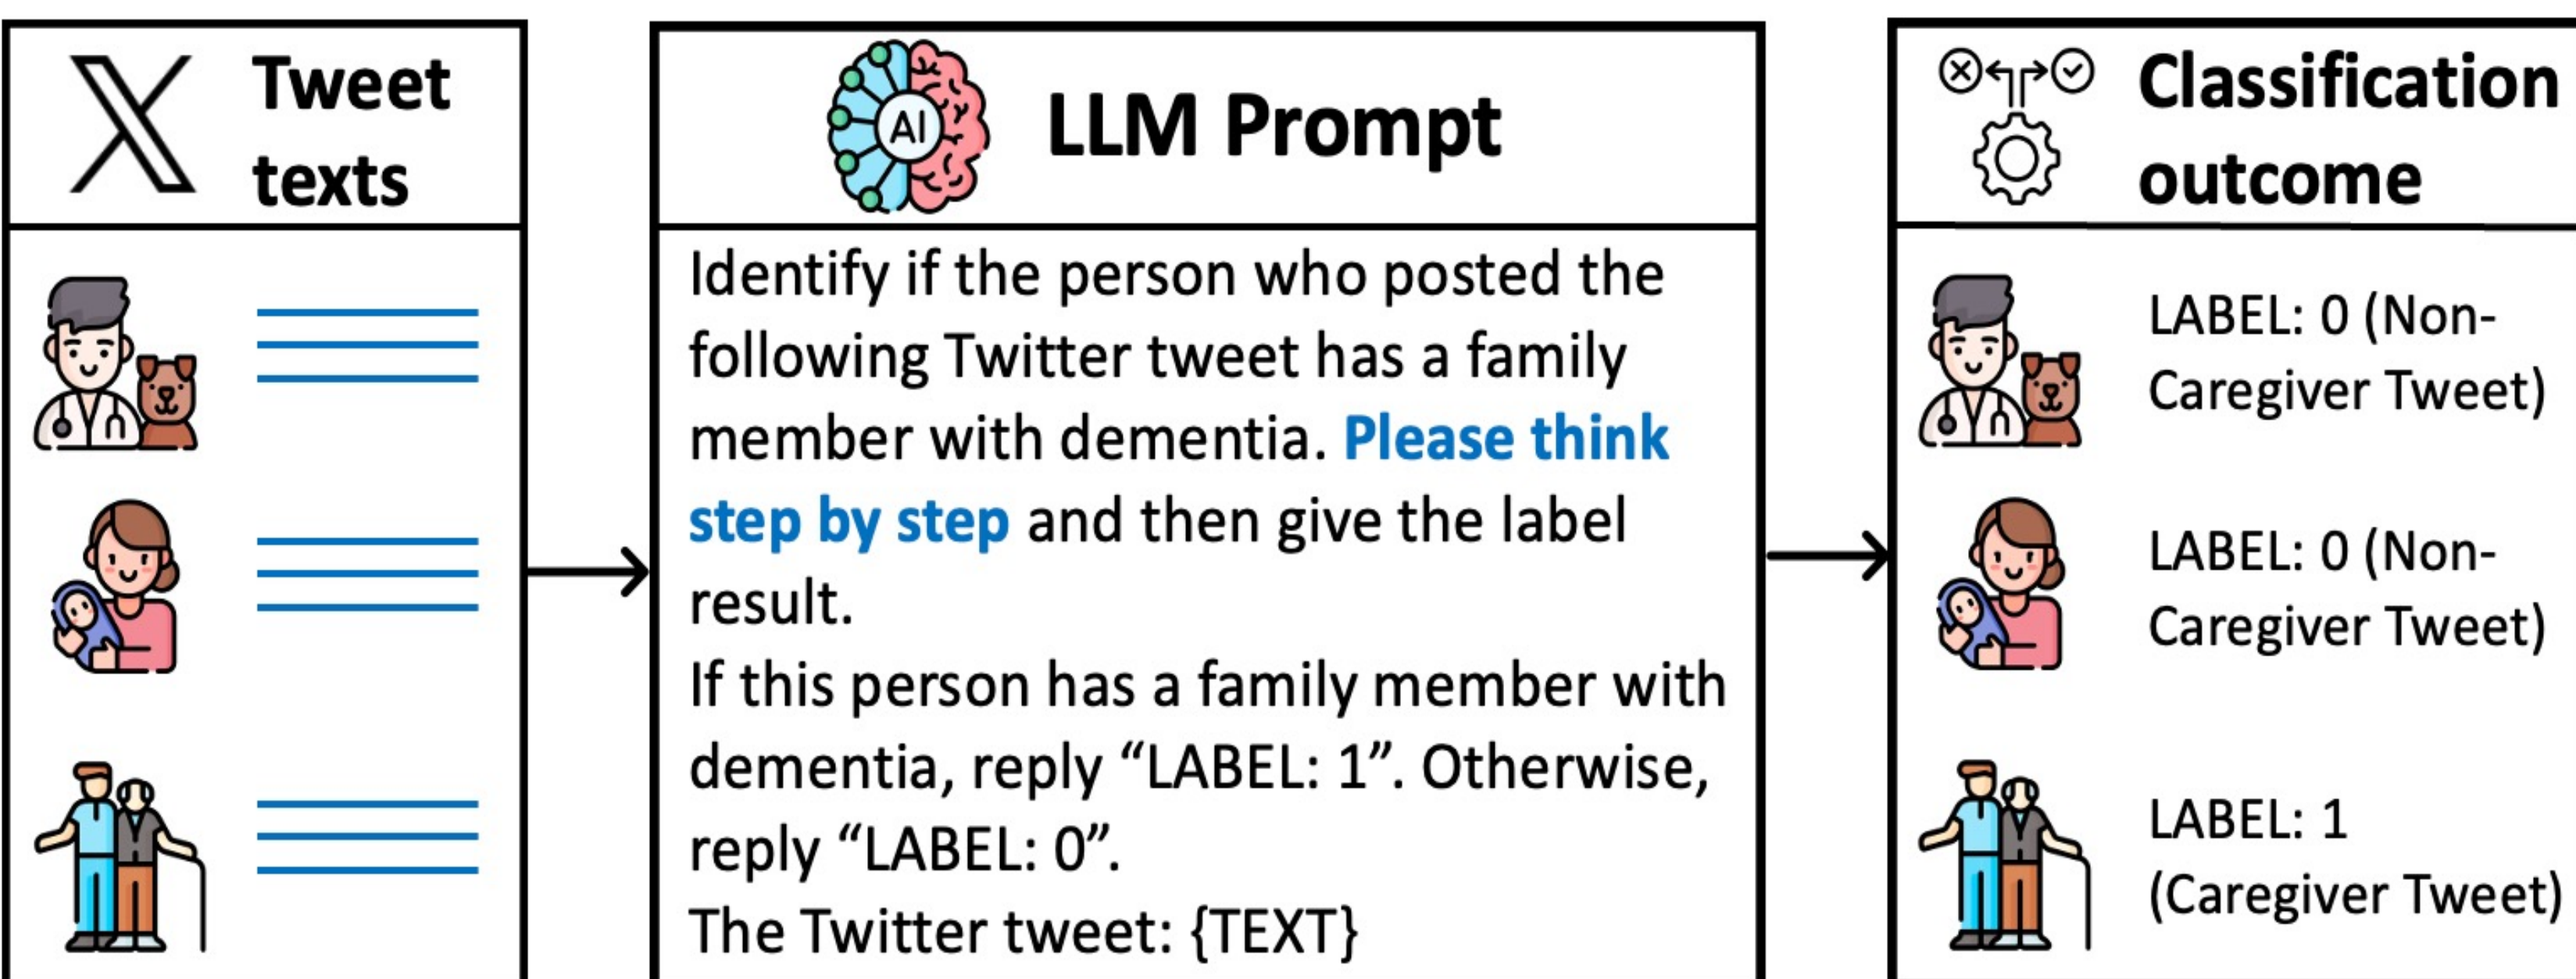 Tweet
texts
AI
LLM Prompt
Identify if the person who posted the
following Twitter tweet has a family
member with dementia. Please think
step by step and then give the label
result.
If this person has a family member with
dementia, reply “LABEL: 1”. Otherwise,
reply “LABEL: 0”.
The Twitter tweet: {TEXT}
Classification
outcome
LABEL: 0 (Non-
Caregiver Tweet)
LABEL: 0 (Non-
Caregiver Tweet)
LABEL: 1
(Caregiver Tweet)